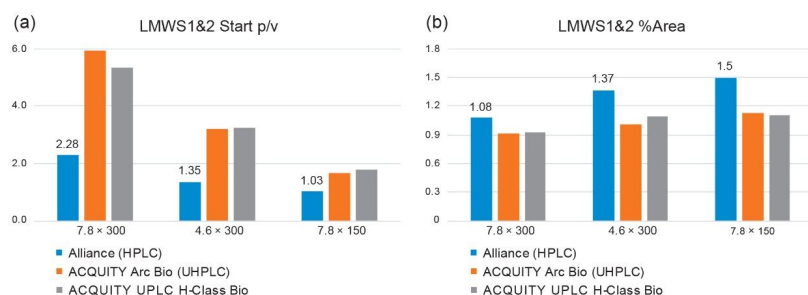 (a)
LMWS1&2 Start p/v
6.0
4.0
2.0
0.0
2.28
1.35
1.03
7.8 × 300
4.6 × 300
7.8 × 150
Alliance (HPLC)
ACQUITY Arc Bio (UHPLC)
ACQUITY UPLC H-Class Bio
(b)
LMWS1&2 %Area
1.8
1.5
1.2
0.9
0.6
0.3
0
1.08
1.37
1.5
7.8 × 300
4.6 × 300
7.8 × 150
Alliance (HPLC)
ACQUITY Arc Bio (UHPLC)
ACQUITY UPLC H-Class Bio